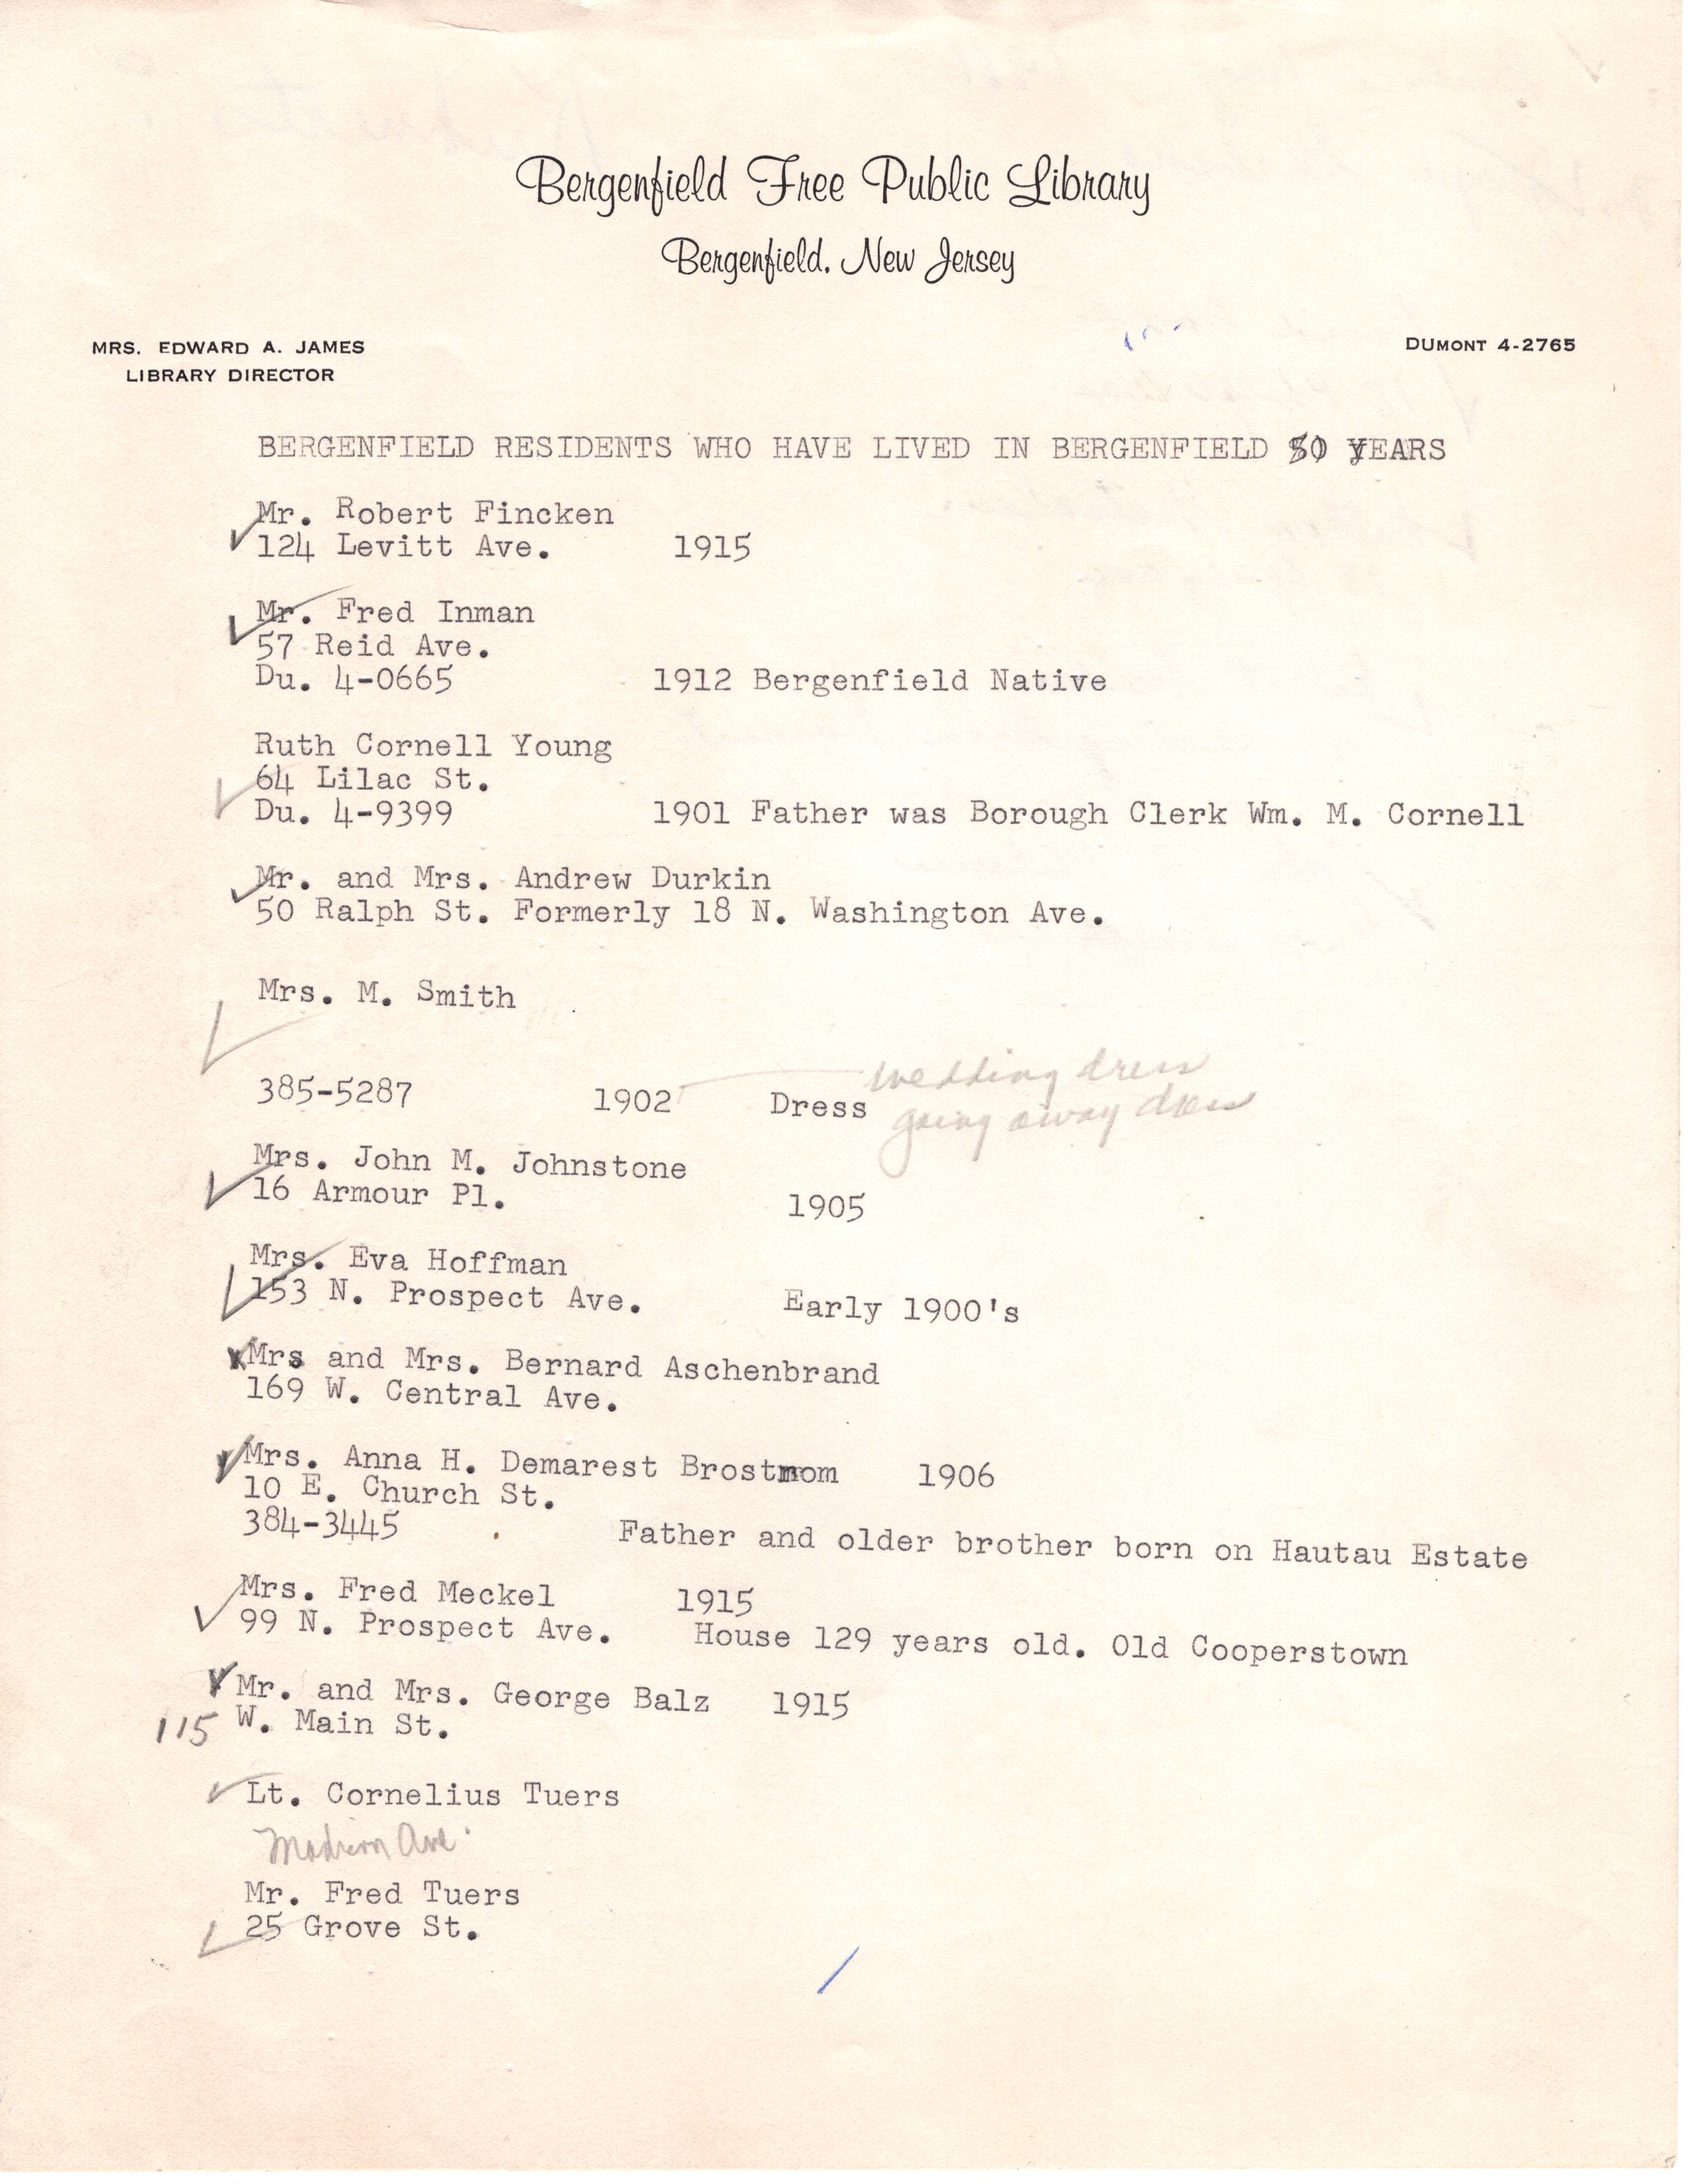 Bergenfield Free Public Library
Bergenfield, New Jersey
MRS. EDWARD A. JAMES
LIBRARY DIRECTOR
DUMONT 4-2765
BERGENFIELD RESIDENTS WHO HAVE LIVED IN BERGENFIELD 50 YEARS
Mr. Robert Fincken
124 Levitt Ave. 1915
Mr. Fred Inman
57 Reid Ave.
Du. 4-0665 1912 Bergenfield Native
Ruth Cornell Young
64 Lilac St.
Du. 4-9399 1901 Father was Borough Clerk Wm. M. Cornell
Mr. and Mrs. Andrew Durkin
50 Ralph St. Formerly 18 N. Washington Ave.
Mrs. M. Smith
wedding dress
385-5287 1902 Dress going away dress
Mrs. John M. Johnstone
16 Armour Pl. 1905
Mrs. Eva Hoffman
153 N. Prospect Ave. Early 1900's
Mrs and Mrs. Bernard Aschenbrand
169 W. Central Ave.
Mrs. Anna H. Demarest Brostrom 1906
10 E. Church St.
384-3445 Father and older brother born on Hautau Estate
Mrs. Fred Meckel 1915
99 N. Prospect Ave. House 129 years old. Old Cooperstown
Mr. and Mrs. George Balz 1915
115 W. Main St.
Lt. Cornelius Tuers
Ave.
Mr. Fred Tuers
25 Grove St.